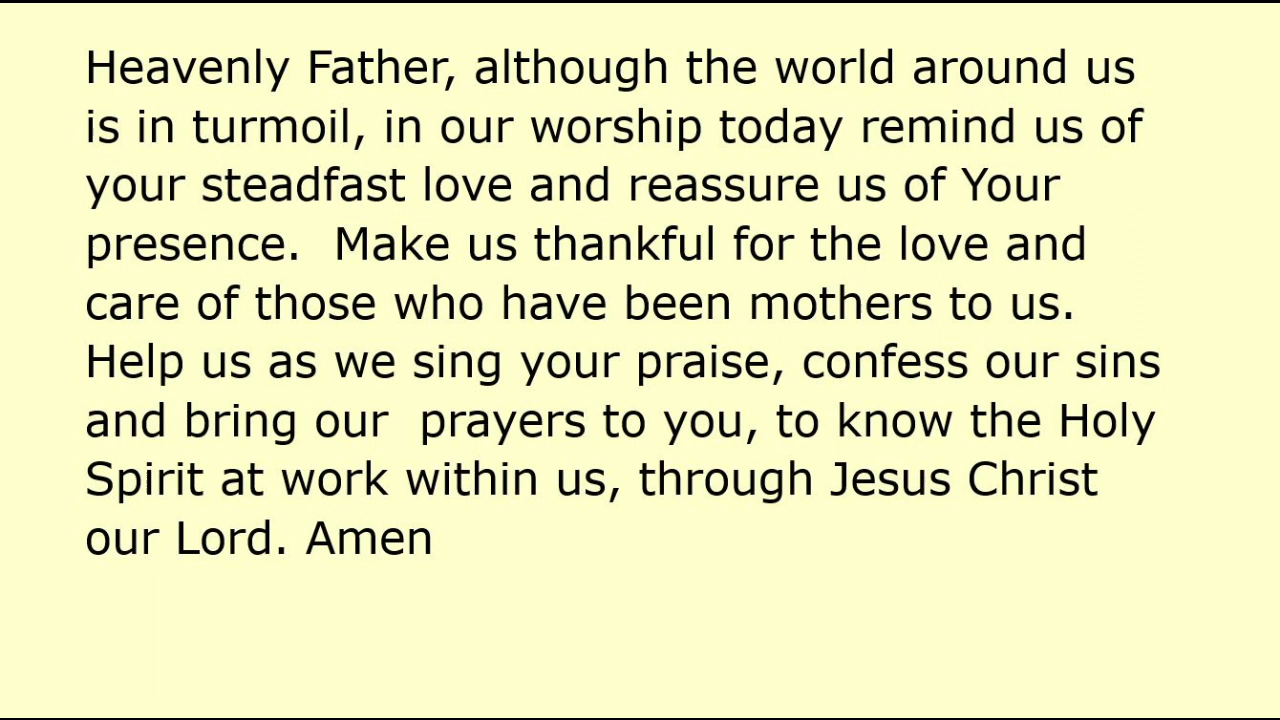 Heavenly Father, although the world around us
is in turmoil, in our worship today remind us of
your steadfast love and reassure us of Your
presence.  Make us thankful for the love and
care of those who have been mothers to us.
Help us as we sing your praise, confess our sins
and bring our  prayers to you, to know the Holy
Spirit at work within us, through Jesus Christ
our Lord. Amen